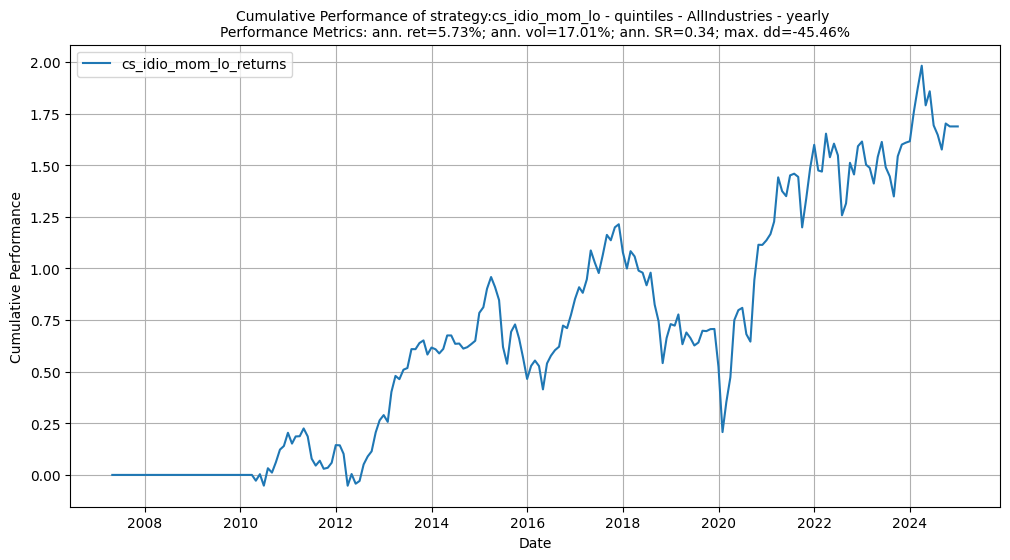 Cumulative Performance of strategy:cs_idio_mom_lo - quintiles - AllIndustries - yearly
Performance Metrics: ann. ret=5.73%; ann. vol=17.01%; ann. SR=0.34; max. dd=-45.46%
cs_idio_mom_lo_returns
Cumulative Performance
2.00
1.75
1.50
1.25
1.00
0.75
0.50
0.25
0.00
2008 2010 2012 2014 2016 2018 2020 2022 2024
Date